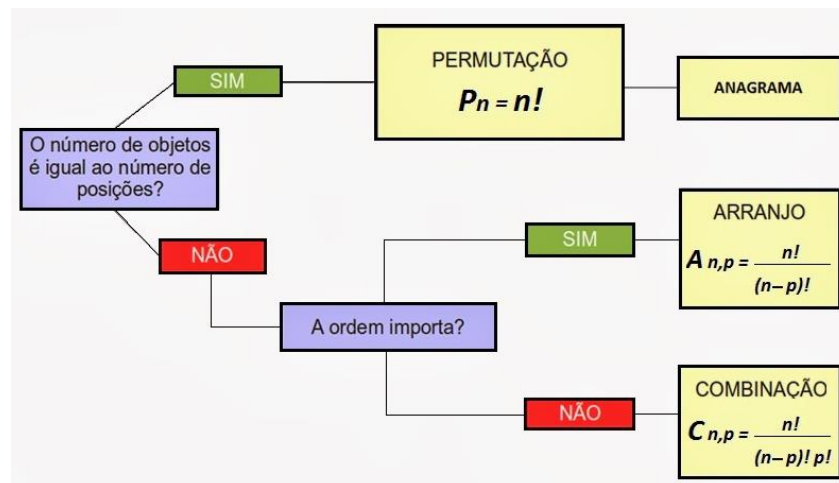 SIM
PERMUTAÇÃO
Pn = n!
ANAGRAMA
O número de objetos
é igual ao número de
posições?
NÃO
A ordem importa?
SIM
ARRANJO
A n,p = n!
(n–p)!
NÃO
COMBINAÇÃO
C n,p = n!
(n–p)! p!